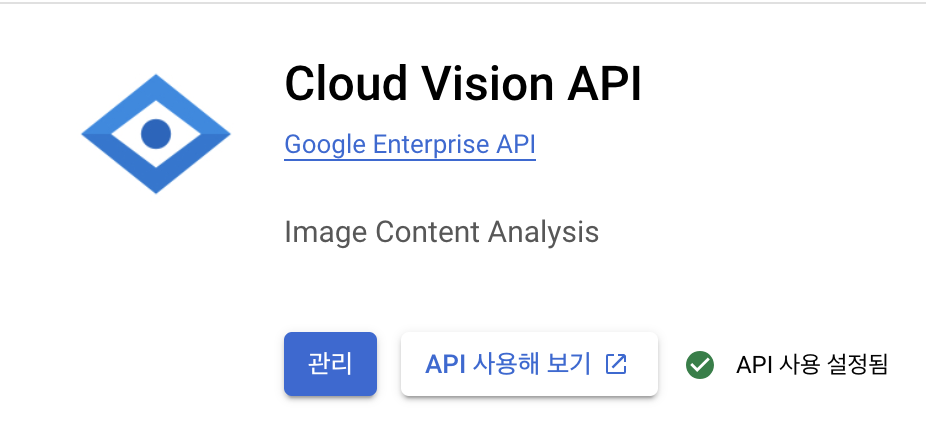 Cloud Vision API
Google Enterprise API
Image Content Analysis
관리
API 사용해 보기
API 사용 설정됨